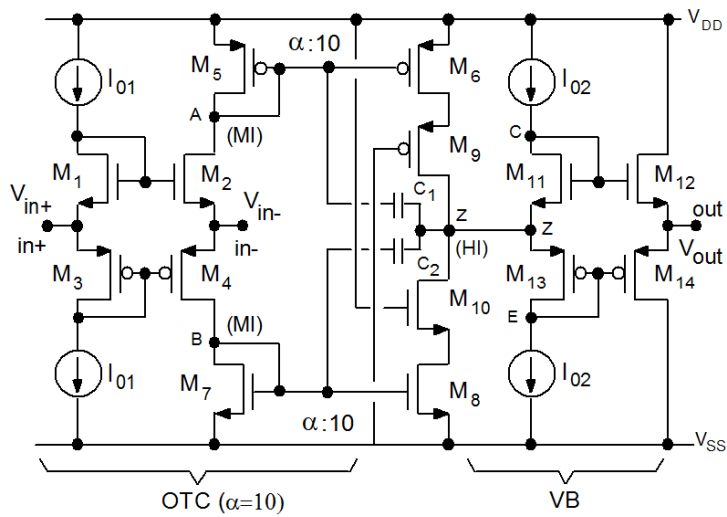 V_DD
α:10
I_01
M_5
M_6
I_02
A
(MI)
M_9
C
M_1
M_2
M_11
M_12
V_in+
V_in-
C_1
out
in+
in-
Z
(HI)
Z
V_out
M_3
M_4
C_2
M_13
M_14
M_10
B
(MI)
E
I_01
M_7
M_8
I_02
α:10
V_SS
OTC (α=10)
VB